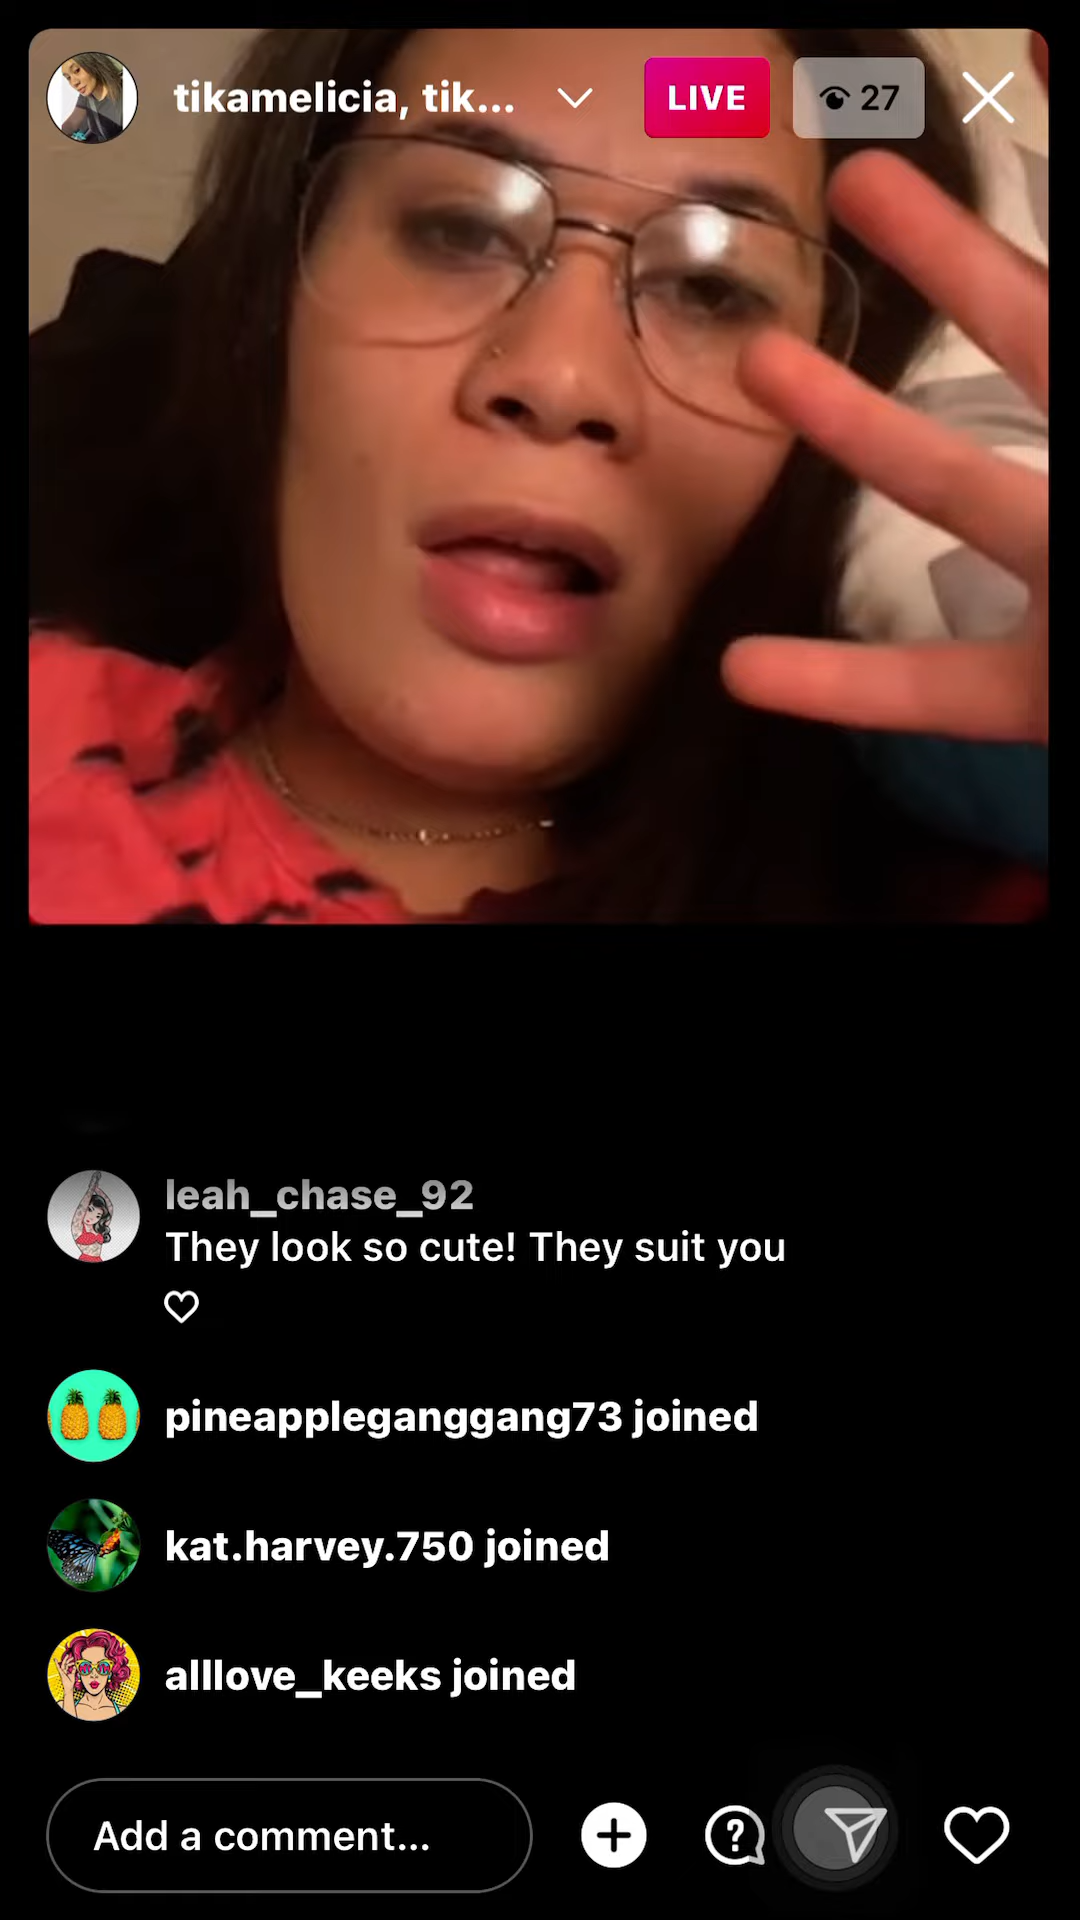 tikamelicia, tik...
LIVE
27
leah_chase_92
They look so cute! They suit you
♡
pineappleganggang73 joined
kat.harvey.750 joined
alllove_keeks joined
Add a comment...
?